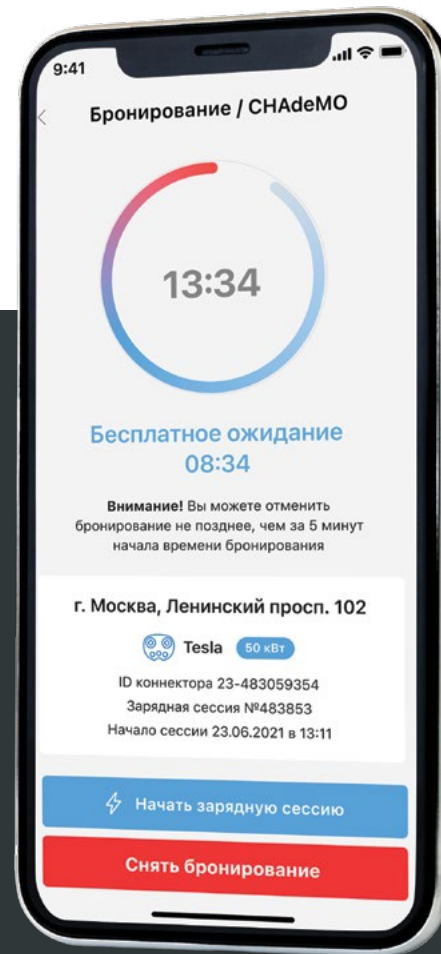 9:41
Бронирование / CHAdeMO
13:34
Бесплатное ожидание
08:34
Внимание! Вы можете отменить
бронирование не позднее, чем за 5 минут
начала времени бронирования
г. Москва, Ленинский просп. 102
Tesla 50 кВт
ID коннектора 23-483059354
Зарядная сессия №483853
Начало сессии 23.06.2021 в 13:11
Начать зарядную сессию
Снять бронирование